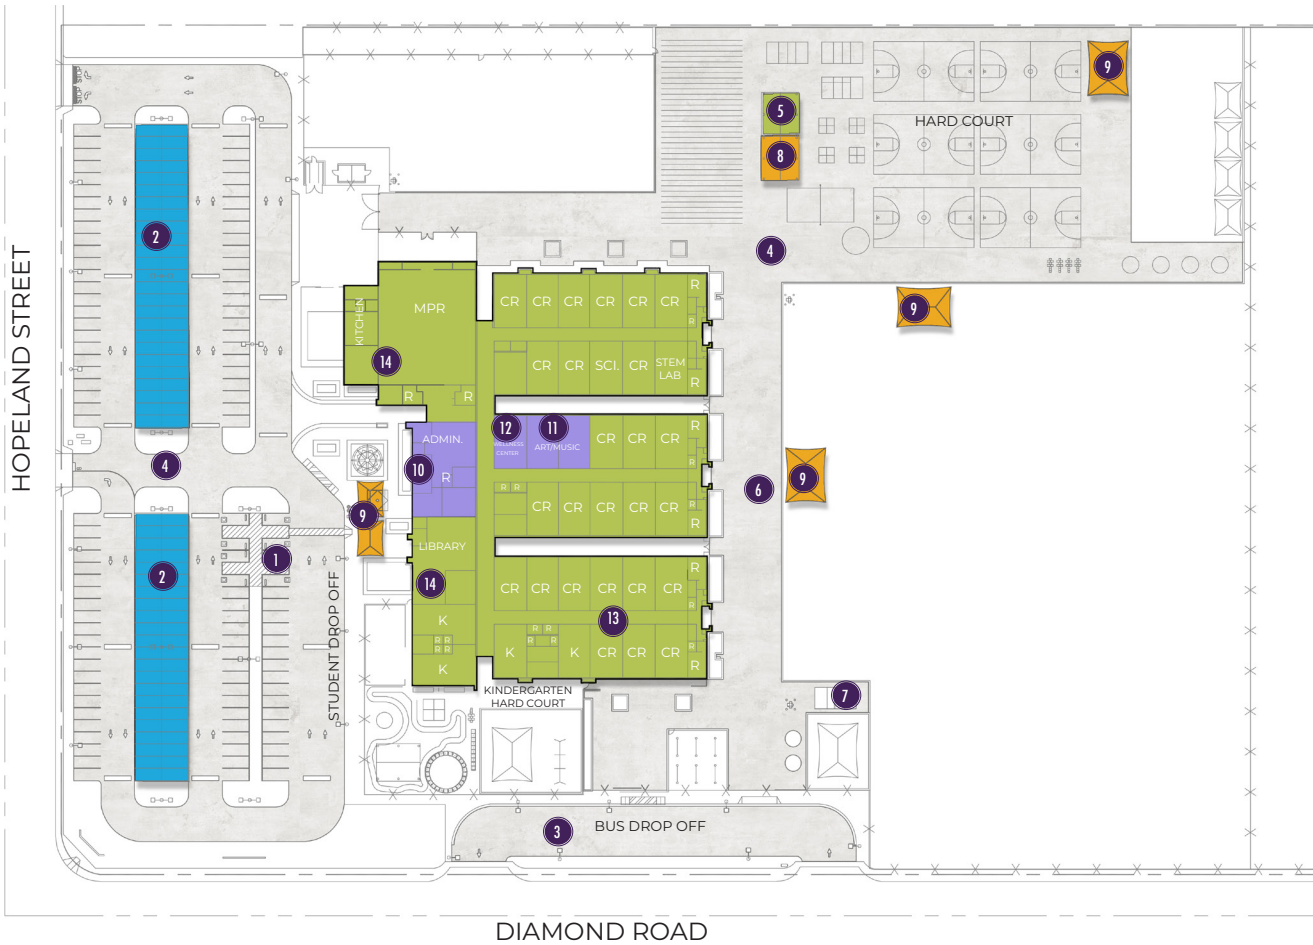 STOP
STOP
9
5
HARD COURT
8
2
4
HOPELAND STREET
R
CR CR CR CR CR CR
9
MPR
KITCHEN
R
14
CR CR SCI. CR STEM
LAB
R
R R
12 11
R
ADMIN.
WELLNESS
CENTER
ART/MUSIC
CR CR CR
R
4
10
R
9
6
R R
R
CR CR CR CR CR
R
9
LIBRARY
1
2
14
R
CR CR CR CR CR CR
R
STUDENT DROP OFF
K
13
R R
R R
R R
R R
K
K K CR CR CR
R
R
KINDERGARTEN
HARD COURT
7
3
BUS DROP OFF
DIAMOND ROAD